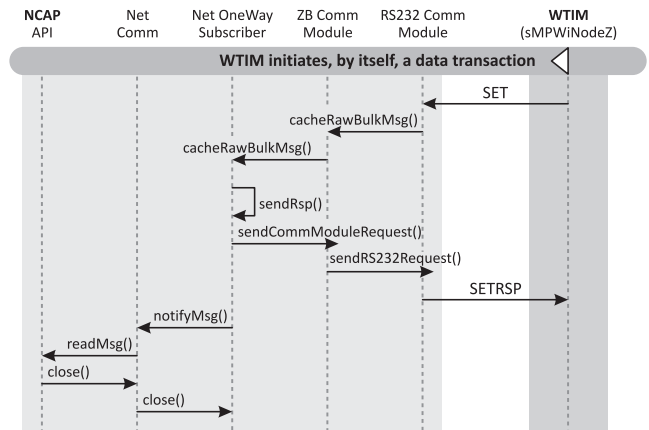 NCAP
API
Net
Comm
Net OneWay
Subscriber
ZB Comm
Module
RS232 Comm
Module
WTIM
(sMPWiNodeZ)
WTIM initiates, by itself, a data transaction
SET
cacheRawBulkMsg()
cacheRawBulkMsg()
sendRsp()
sendCommModuleRequest()
sendRS232Request()
SETRSP
notifyMsg()
readMsg()
close()
close()